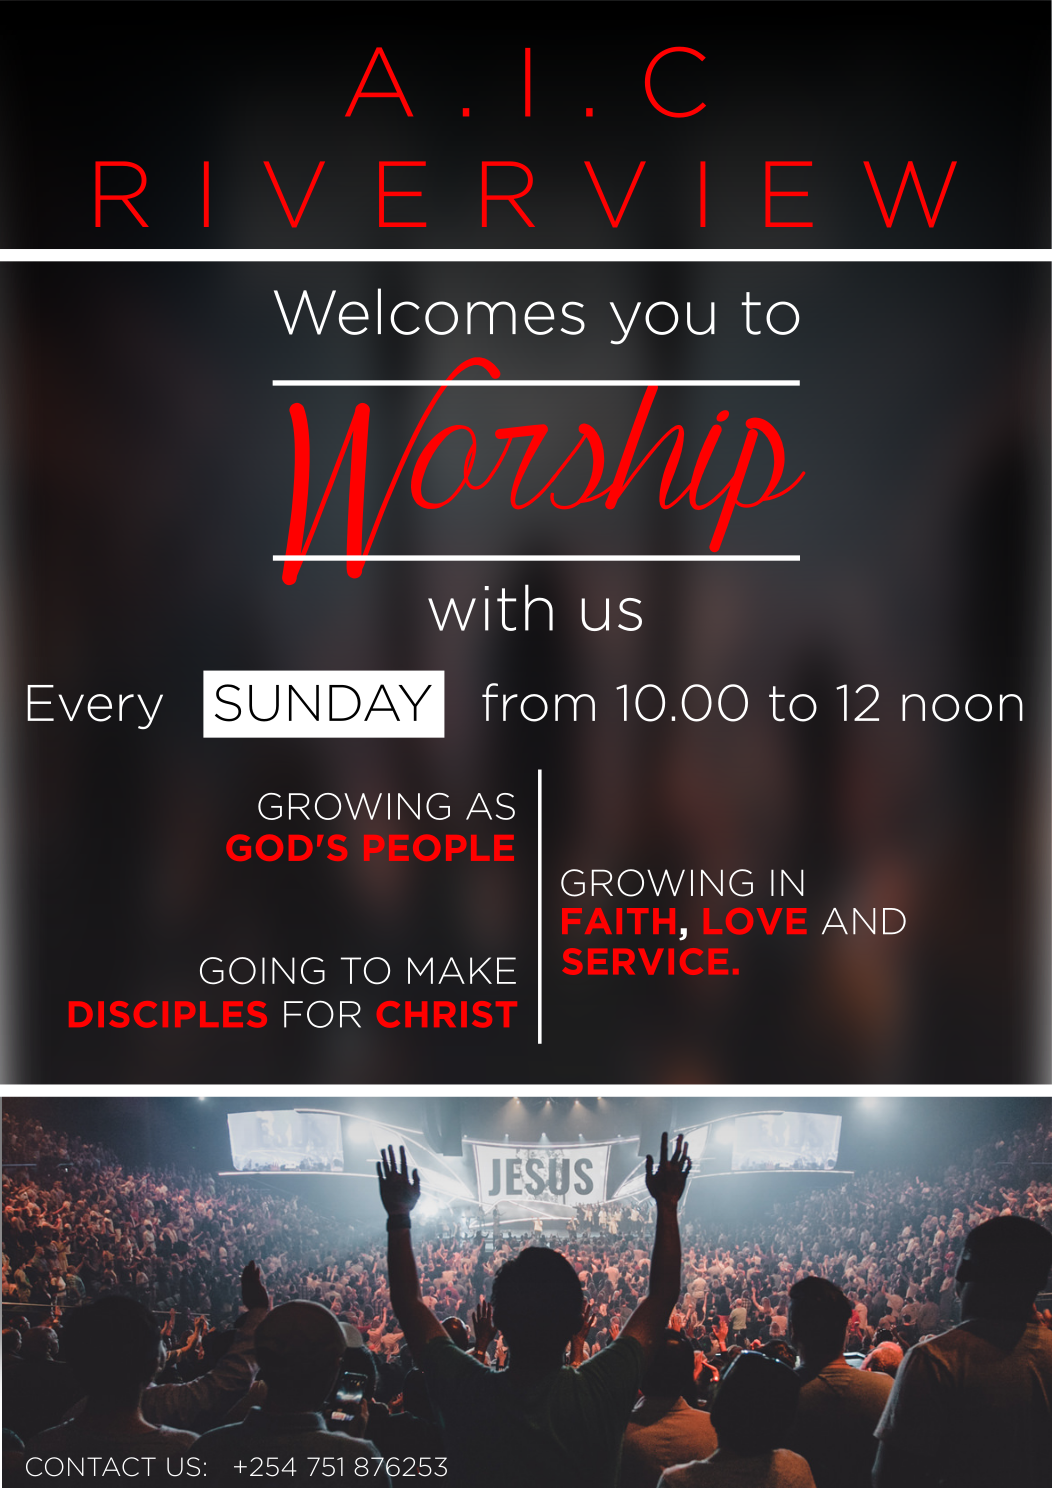 A.I.C
RIVERVIEW
Welcomes you to
Worship
with us
Every SUNDAY from 10.00 to 12 noon
GROWING AS
GOD'S PEOPLE
GROWING IN
FAITH, LOVE AND
SERVICE.
GOING TO MAKE
DISCIPLES FOR CHRIST
JESUS
CONTACT US: +254 751 876253